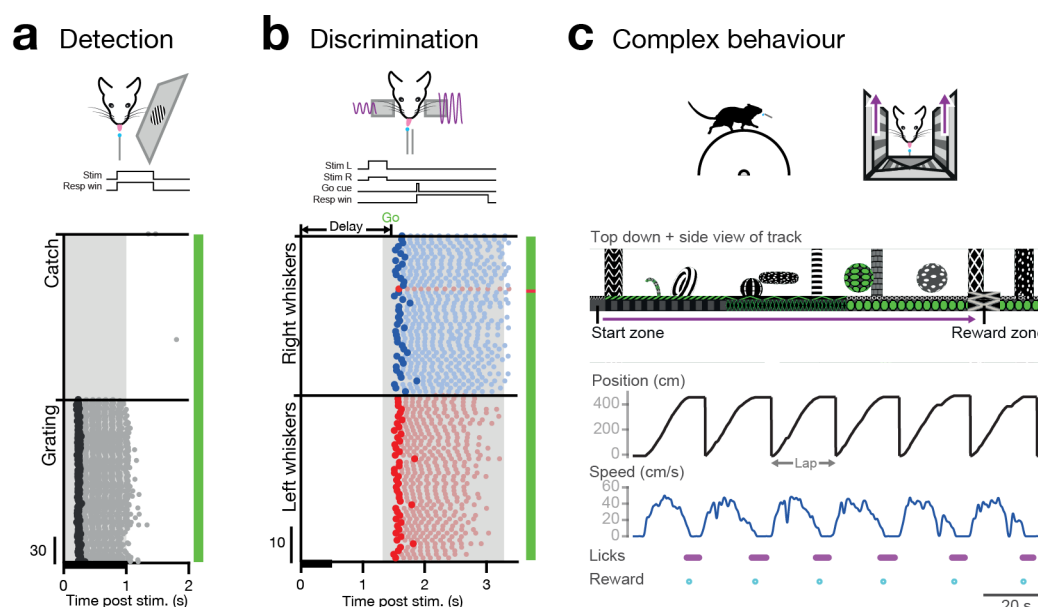 a Detection
b Discrimination
c Complex behaviour
Stim
Resp win
Stim L
Stim R
Go cue
Resp win
Catch
Grating
30
0 1 2
Time post stim. (s)
Go
Delay
Right whiskers
Left whiskers
10
0 1 2 3
Time post stim. (s)
Top down + side view of track
Start zone
Reward zone
Position (cm)
400
200
0
Lap
Speed (cm/s)
60
40
20
0
Licks
Reward
20 s